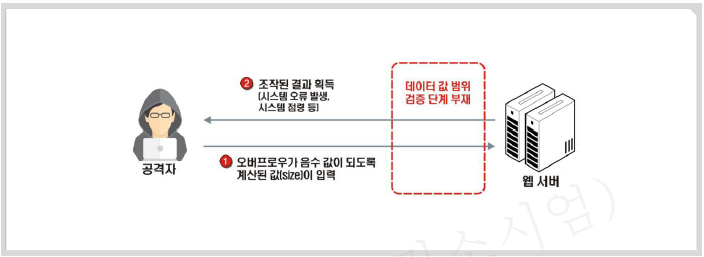 2 조작된 결과 획득
(시스템 오류 발생,
시스템 점령 등)
데이터 값 범위
검증 단계 부재
1 오버프로우가 음수 값이 되도록
계산된 값(size)이 입력
공격자
웹 서버